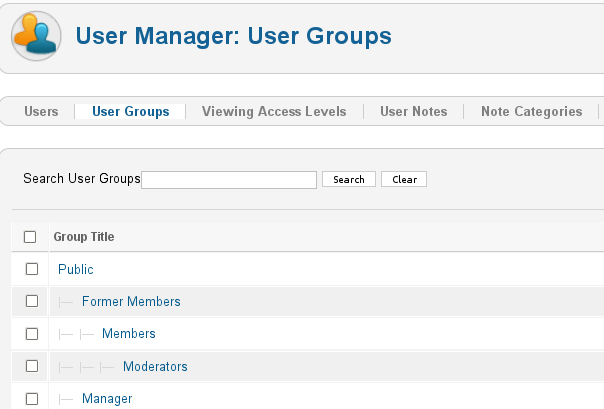 User Manager: User Groups
Users User Groups Viewing Access Levels User Notes Note Categories
Search User Groups Search Clear
Group Title
Public
Former Members
Members
Moderators
Manager